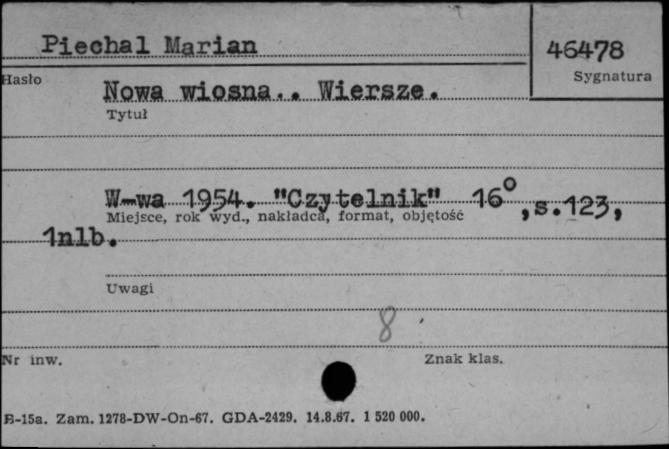 Piechal Marian
46478
Hasło
Sygnatura
Nowa wiosna.. Wiersze.
Tytuł
W-wa 1954. "Czytelnik" 16°, s.123,
Miejsce, rok wyd., nakładca, format, objętość
1nlb.
Uwagi
8
Nr inw.
Znak klas.
B-15a. Zam. 1278-DW-On-67. GDA-2429. 14.8.67. 1 520 000.